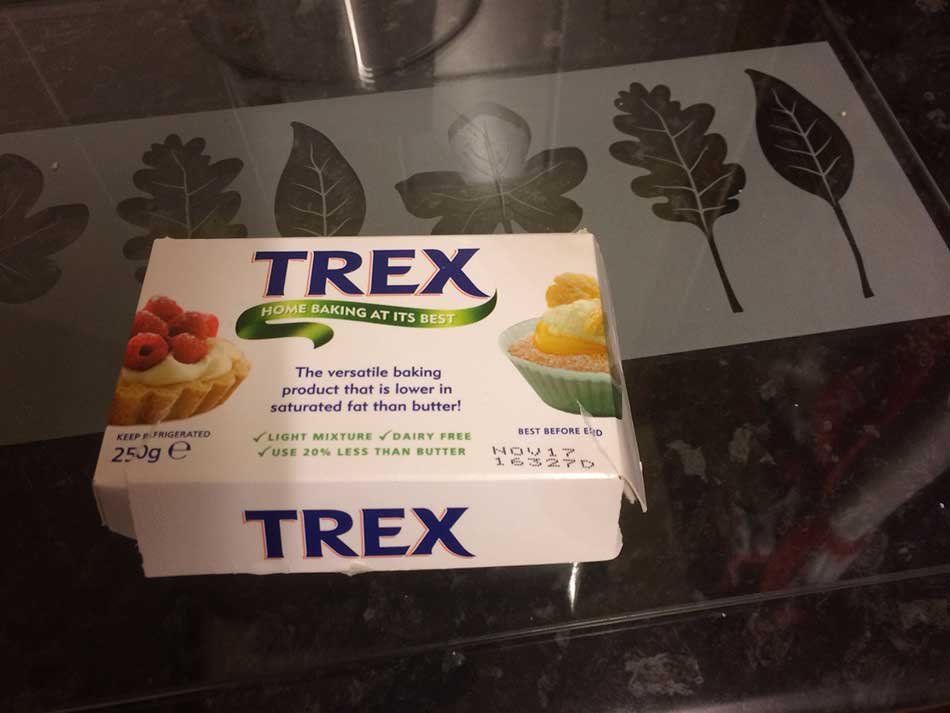 TREX
HOME BAKING AT ITS BEST
The versatile baking
product that is lower in
saturated fat than butter!
✓LIGHT MIXTURE ✓DAIRY FREE
✓USE 20% LESS THAN BUTTER
KEEP REFRIGERATED
250g ℮
BEST BEFORE END
NOV17
16327D
TREX